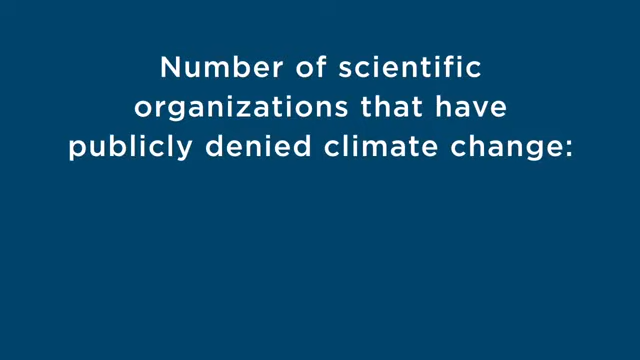 Number of scientific
organizations that have
publicly denied climate change: